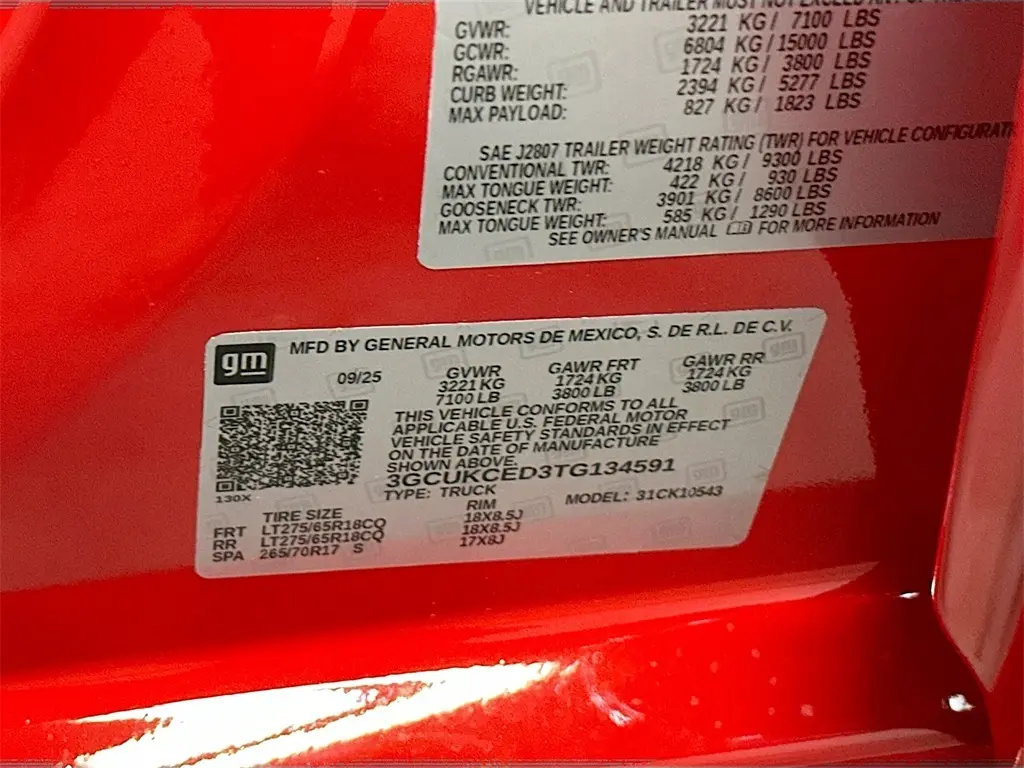 VEHICLE AND TRAILER MUST NOT EXCEED ANY OF
GVWR: 3221 KG / 7100 LBS
GCWR: 6804 KG / 15000 LBS
RGAWR: 1724 KG / 3800 LBS
CURB WEIGHT: 2394 KG / 5277 LBS
MAX PAYLOAD: 827 KG / 1823 LBS
SAE J2807 TRAILER WEIGHT RATING (TWR) FOR VEHICLE CONFIGURATI
CONVENTIONAL TWR: 4218 KG / 9300 LBS
MAX TONGUE WEIGHT: 422 KG / 930 LBS
GOOSENECK TWR: 3901 KG / 8600 LBS
MAX TONGUE WEIGHT: 585 KG / 1290 LBS
SEE OWNER'S MANUAL FOR MORE INFORMATION
gm MFD BY GENERAL MOTORS DE MEXICO, S. DE R.L. DE C.V.
09/25 GVWR GAWR FRT GAWR RR
3221 KG 1724 KG 1724 KG
7100 LB 3800 LB 3800 LB
THIS VEHICLE CONFORMS TO ALL
APPLICABLE U.S. FEDERAL MOTOR
VEHICLE SAFETY STANDARDS IN EFFECT
ON THE DATE OF MANUFACTURE
SHOWN ABOVE.
3GCUKCED3TG134591
130X
TYPE: TRUCK MODEL: 31CK10543
TIRE SIZE RIM
FRT LT275/65R18CQ 18X8.5J
RR LT275/65R18CQ 18X8.5J
SPA 265/70R17 S 17X8J